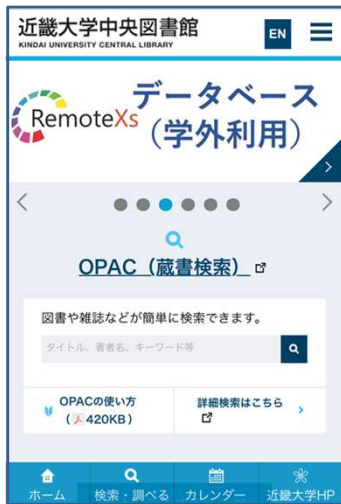 近畿大学中央図書館
KINDAI UNIVERSITY CENTRAL LIBRARY
EN
RemoteXs
データベース
（学外利用）
OPAC（蔵書検索）
図書や雑誌などが簡単に検索できます。
タイトル、著者名、キーワード等
OPACの使い方
（420KB）
詳細検索はこちら
ホーム 検索・調べる カレンダー 近畿大学HP